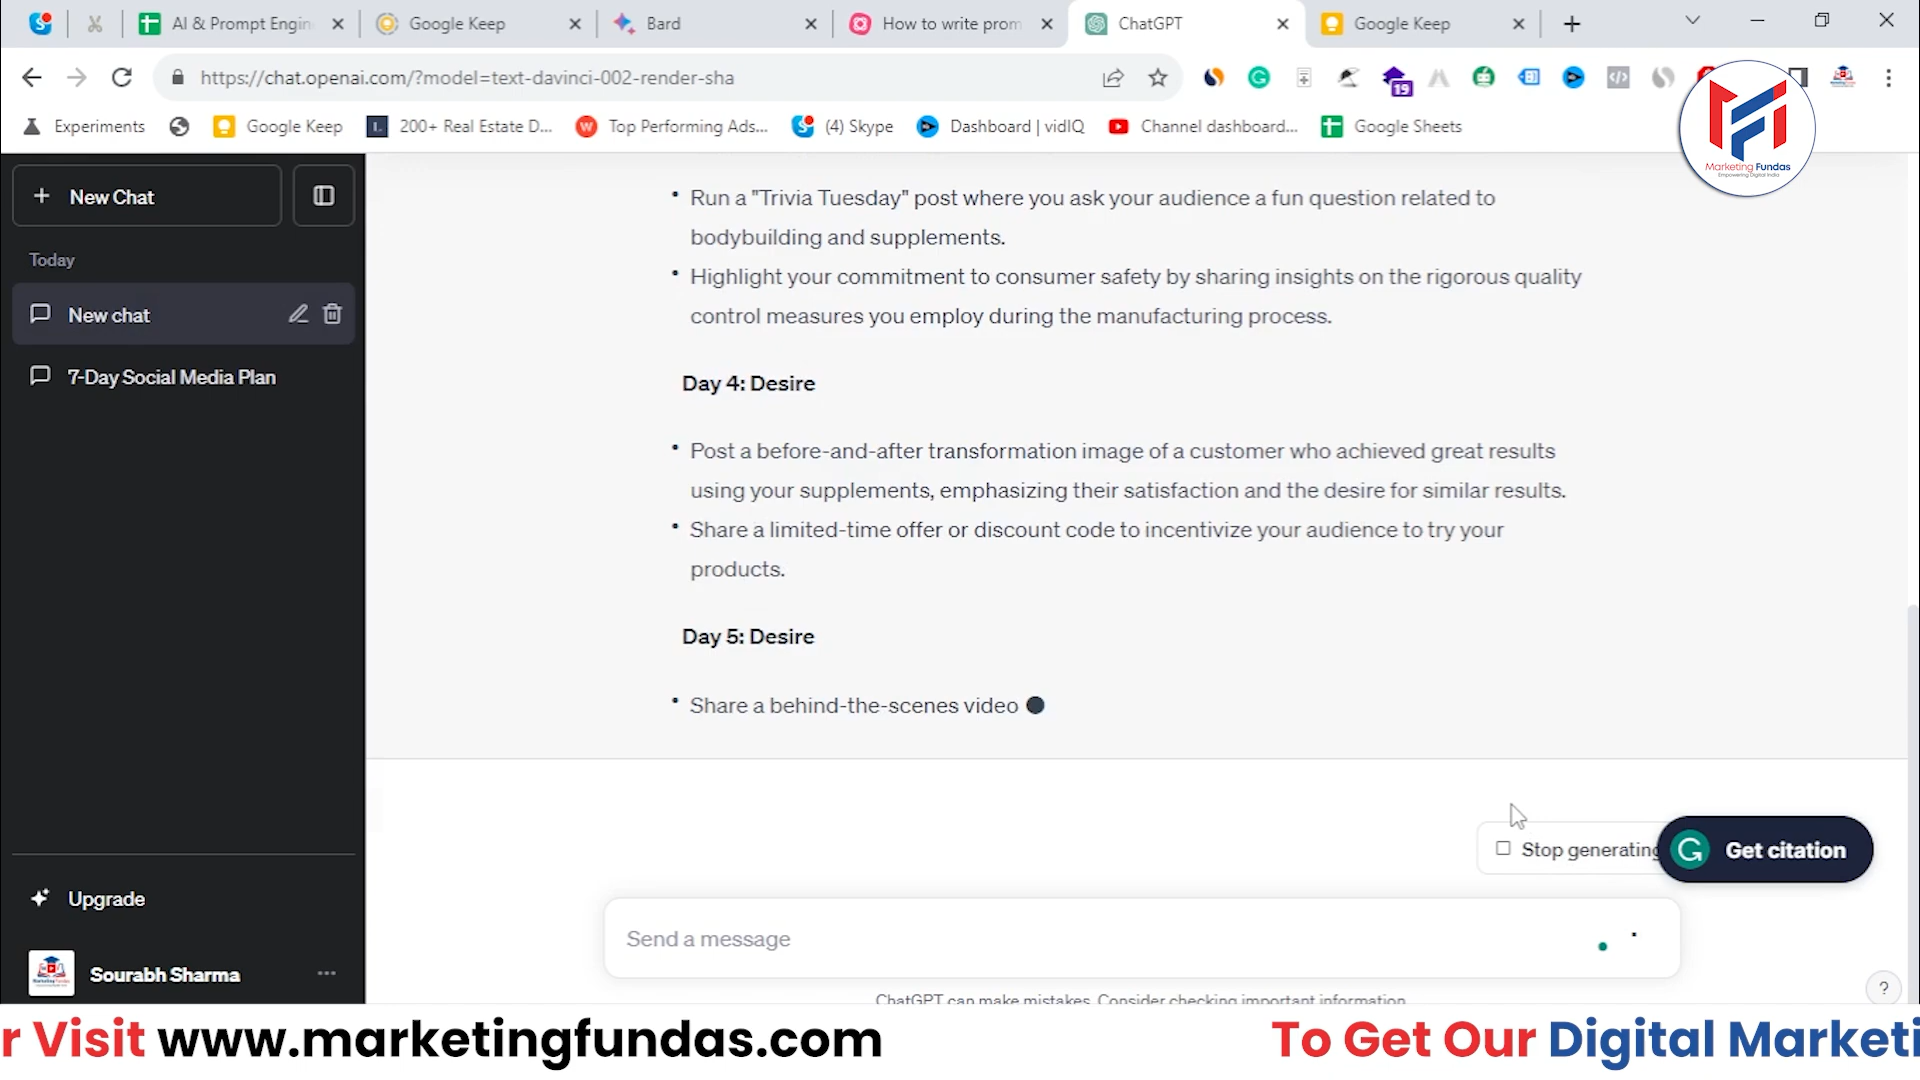 AI & Prompt Engin
Google Keep
Bard
How to write prom
ChatGPT
Google Keep
https://chat.openai.com/?model=text-davinci-002-render-sha
19
Experiments
Google Keep
200+ Real Estate D...
Top Performing Ads...
(4) Skype
Dashboard | vidIQ
Channel dashboard...
Google Sheets
Marketing Fundas
Empowering Digital India
New Chat
Today
New chat
7-Day Social Media Plan
Upgrade
Sourabh Sharma
• Run a "Trivia Tuesday" post where you ask your audience a fun question related to
bodybuilding and supplements.
• Highlight your commitment to consumer safety by sharing insights on the rigorous quality
control measures you employ during the manufacturing process.
Day 4: Desire
• Post a before-and-after transformation image of a customer who achieved great results
using your supplements, emphasizing their satisfaction and the desire for similar results.
• Share a limited-time offer or discount code to incentivize your audience to try your
products.
Day 5: Desire
• Share a behind-the-scenes video
Stop generating
Get citation
Send a message
ChatGPT can make mistakes. Consider checking important information.
?
r Visit www.marketingfundas.com
To Get Our Digital Marketi